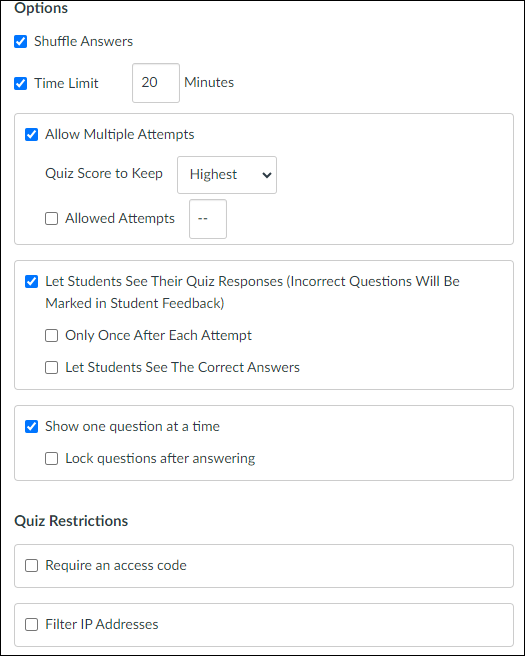 Options
Shuffle Answers
Time Limit 20 Minutes
Allow Multiple Attempts
Quiz Score to Keep Highest
Allowed Attempts --
Let Students See Their Quiz Responses (Incorrect Questions Will Be
Marked in Student Feedback)
Only Once After Each Attempt
Let Students See The Correct Answers
Show one question at a time
Lock questions after answering
Quiz Restrictions
Require an access code
Filter IP Addresses